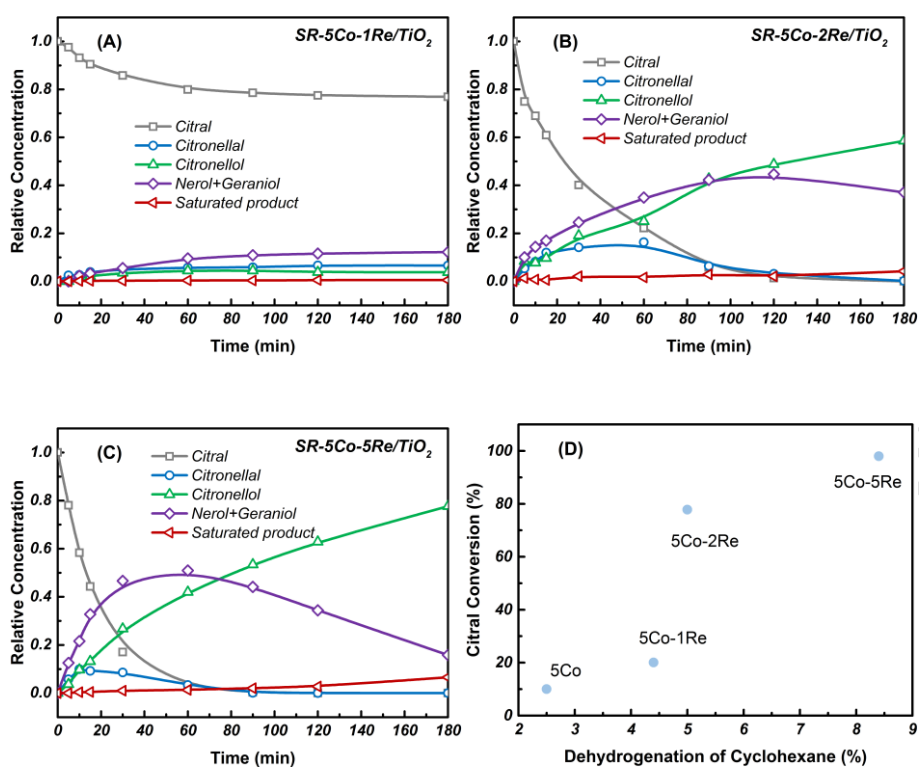 (A)
SR-5Co-1Re/TiO₂
Citral
Citronellal
Citronellol
Nerol+Geraniol
Saturated product
Relative Concentration
1.0
0.8
0.6
0.4
0.2
0.0
0 20 40 60 80 100 120 140 160 180
Time (min)
(B)
SR-5Co-2Re/TiO₂
Citral
Citronellal
Citronellol
Nerol+Geraniol
Saturated product
Relative Concentration
1.0
0.8
0.6
0.4
0.2
0.0
0 20 40 60 80 100 120 140 160 180
Time (min)
(C)
SR-5Co-5Re/TiO₂
Citral
Citronellal
Citronellol
Nerol+Geraniol
Saturated product
Relative Concentration
1.0
0.8
0.6
0.4
0.2
0.0
0 20 40 60 80 100 120 140 160 180
Time (min)
(D)
5Co-5Re
5Co-2Re
5Co-1Re
5Co
Citral Conversion (%)
100
80
60
40
20
0
2 3 4 5 6 7 8 9
Dehydrogenation of Cyclohexane (%)